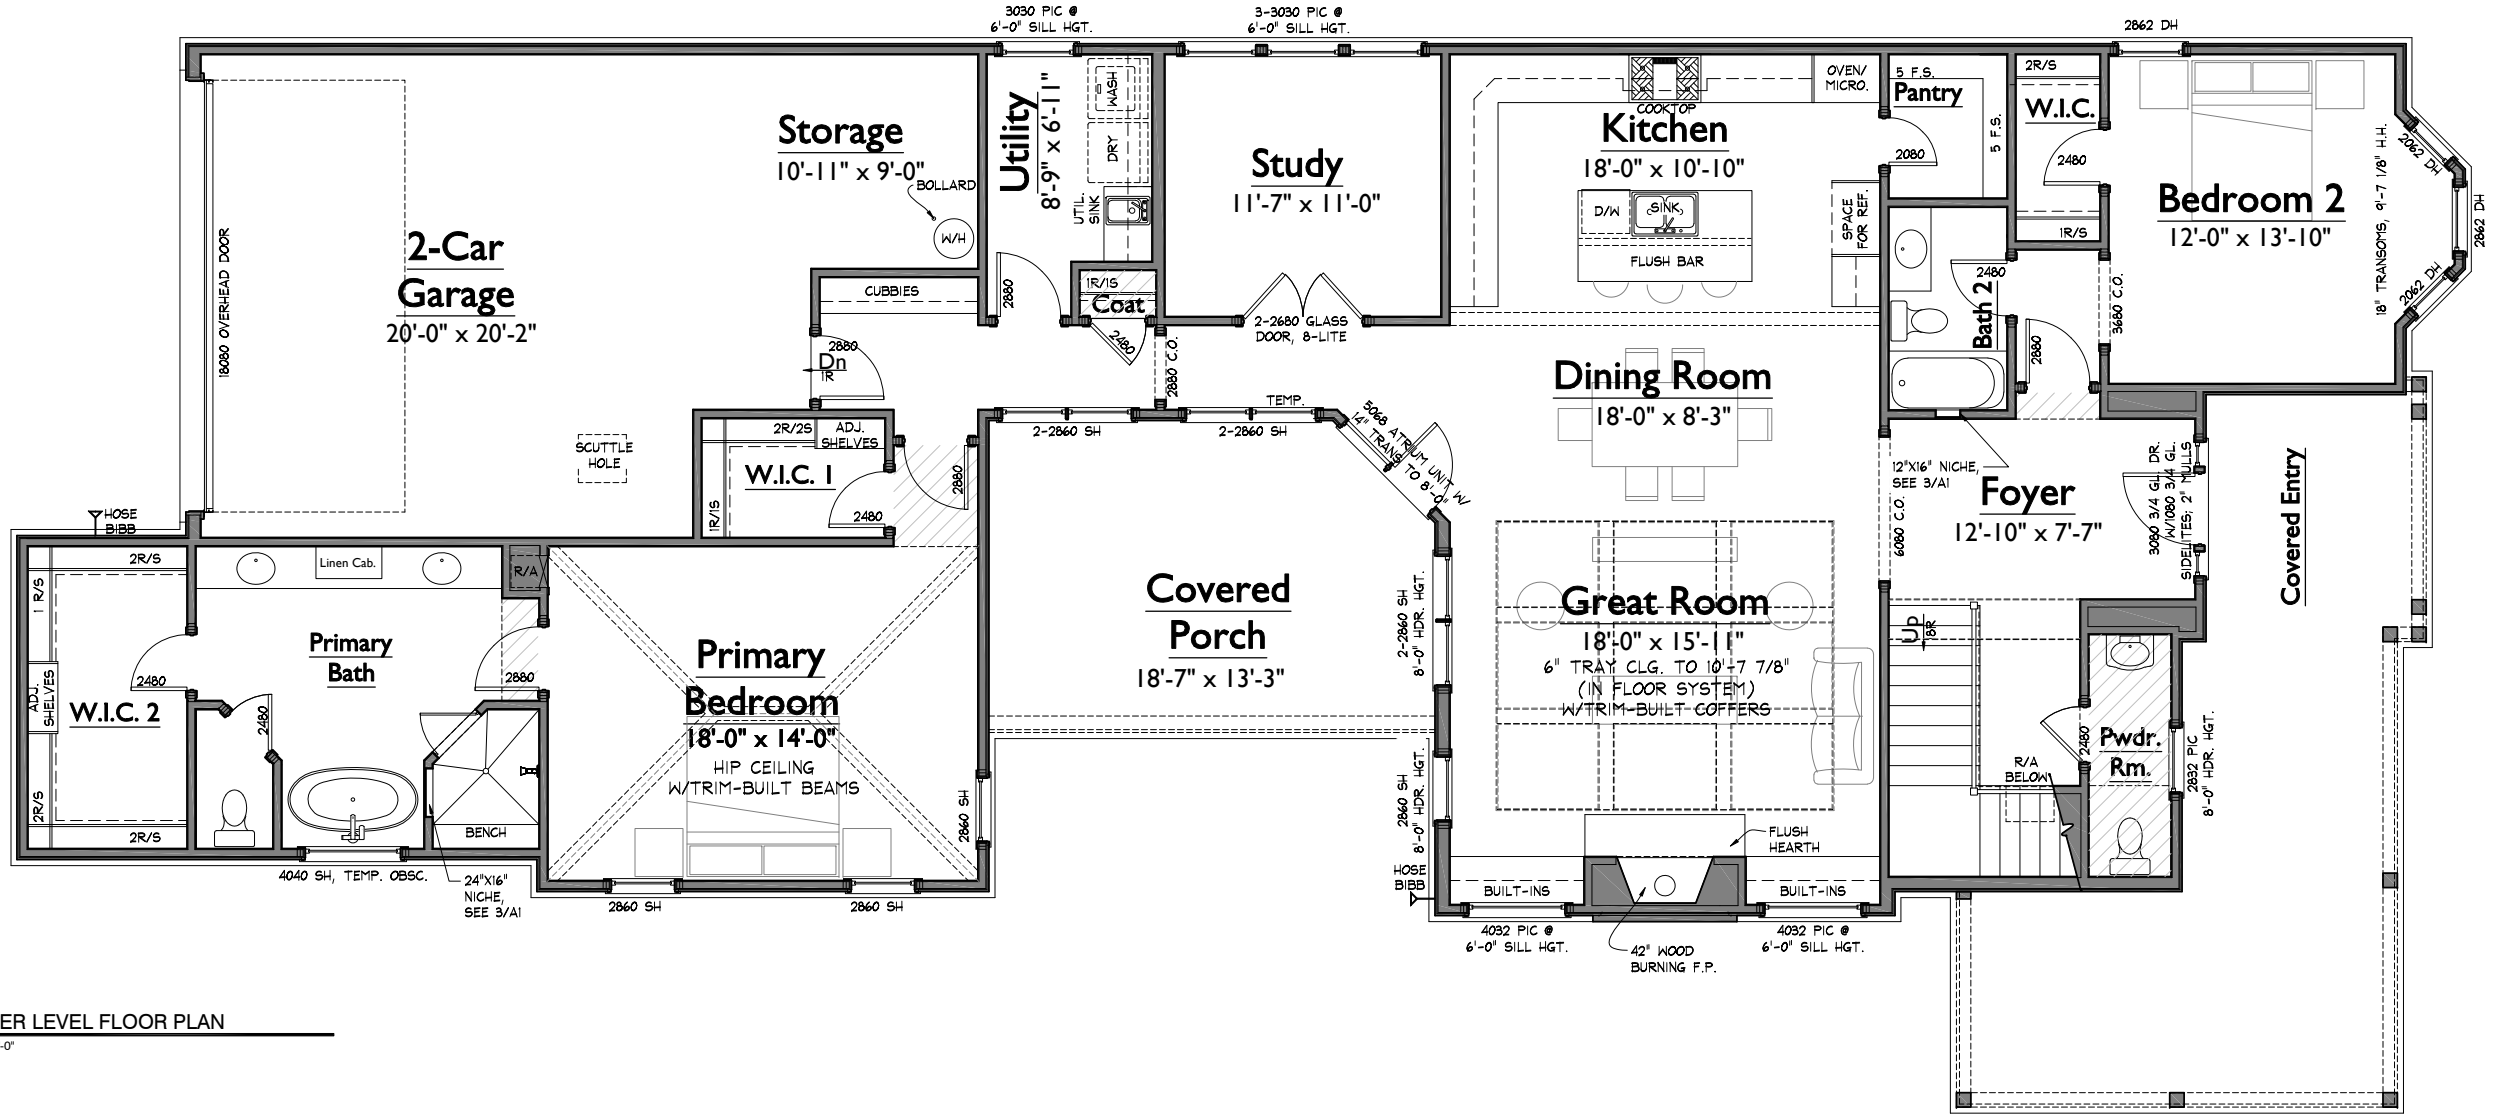 3030 PIC @
6'-0" SILL HGT.
3-3030 PIC @
6'-0" SILL HGT.
2862 DH
Storage
10'-11" x 9'-0"
BOLLARD
W/H
2-Car
Garage
20'-0" x 20'-2"
18080 OVERHEAD DOOR
SCUTTLE
HOLE
HOSE
BIBB
CUBBIES
2880
Dn
1R
Utility
8'-9" x 6'-11"
WASH
DRY
UTIL.
SINK
2880
1R/1S
Coat
2480
2880 C.O.
Study
11'-7" x 11'-0"
2-2680 GLASS
DOOR, 8-LITE
COOKTOP
Kitchen
18'-0" x 10'-10"
OVEN/
MICRO.
D/W
SINK
FLUSH BAR
SPACE
FOR REF.
5 F.S.
Pantry
5 F.S.
2080
2R/S
W.I.C.
2480
1R/S
Bedroom 2
12'-0" x 13'-10"
18" TRANSOMS, 9'-7 1/8" H.H.
2062 DH
2862 DH
2062 DH
2480
Bath 2
2880
3680 C.O.
Dining Room
18'-0" x 8'-3"
12"X16" NICHE,
SEE 3/A1
Foyer
12'-10" x 7'-7"
6080 C.O.
3080 3/4 GL. DR.
W/1080 3/4 GL.
SIDELITES; 2" MULLS
Covered Entry
2R/2S
ADJ.
SHELVES
W.I.C. 1
1R/1S
2480
2880
2-2860 SH
TEMP.
2-2860 SH
5068 ATRIUM UNIT W/
14" TRANS. TO 8'-0"
Covered
Porch
18'-7" x 13'-3"
2-2860 SH
8'-0" HDR. HGT.
2860 SH
8'-0" HDR. HGT.
HOSE
BIBB
Great Room
18'-0" x 15'-11"
6" TRAY CLG. TO 10'-7 7/8"
(IN FLOOR SYSTEM)
W/TRIM-BUILT COFFERS
FLUSH
HEARTH
BUILT-INS
BUILT-INS
4032 PIC @
6'-0" SILL HGT.
4032 PIC @
6'-0" SILL HGT.
42" WOOD
BURNING F.P.
Up
18R
R/A
BELOW
2480
Pwdr.
Rm.
2832 PIC
8'-0" HDR. HGT.
2R/S
1 R/S
ADJ.
SHELVES
W.I.C. 2
2480
2R/S
2R/S
Linen Cab.
R/A
Primary
Bath
2880
2480
BENCH
4040 SH, TEMP. OBSC.
24"X16"
NICHE,
SEE 3/A1
Primary
Bedroom
18'-0" x 14'-0"
HIP CEILING
W/TRIM-BUILT BEAMS
2860 SH
2860 SH
2860 SH
ER LEVEL FLOOR PLAN
-0"